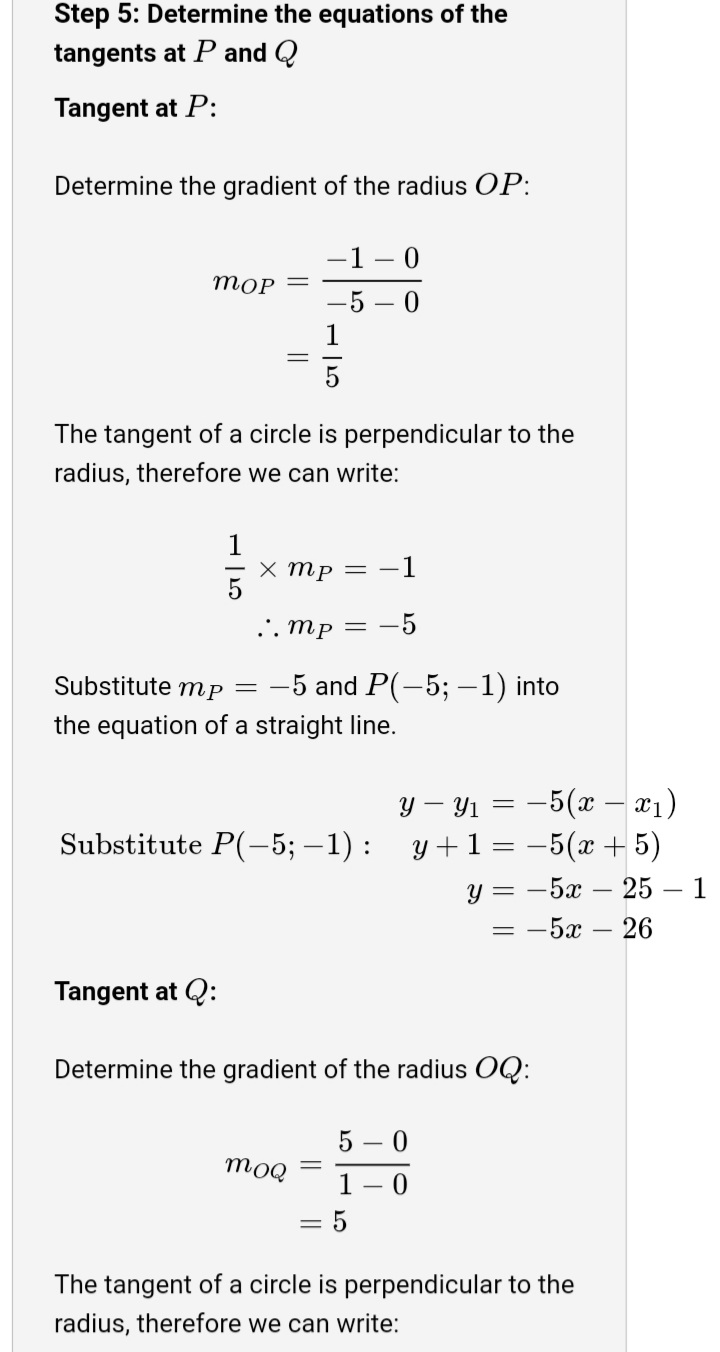 Step 5: Determine the equations of the
tangents at P and Q
Tangent at P:
Determine the gradient of the radius OP:
m_{OP} = \frac{-1 - 0}{-5 - 0}
= \frac{1}{5}
The tangent of a circle is perpendicular to the
radius, therefore we can write:
\frac{1}{5} × m_P = −1
∴ m_P = −5
Substitute m_P = −5 and P(−5; −1) into
the equation of a straight line.
y − y_1 = −5(x − x_1)
Substitute P(−5; −1) : y + 1 = −5(x + 5)
y = −5x − 25 − 1
= −5x − 26
Tangent at Q:
Determine the gradient of the radius OQ:
m_{OQ} = \frac{5 - 0}{1 - 0}
= 5
The tangent of a circle is perpendicular to the
radius, therefore we can write: